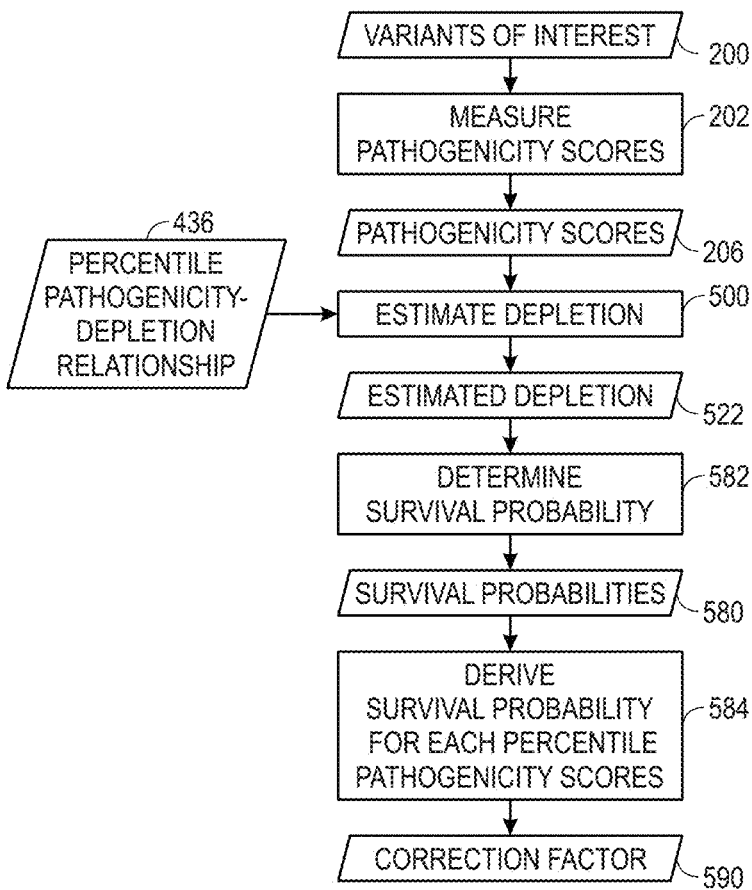 VARIANTS OF INTEREST
200
MEASURE
PATHOGENICITY SCORES
202
PATHOGENICITY SCORES
206
436
PERCENTILE
PATHOGENICITY-
DEPLETION
RELATIONSHIP
ESTIMATE DEPLETION
500
ESTIMATED DEPLETION
522
DETERMINE
SURVIVAL PROBABILITY
582
SURVIVAL PROBABILITIES
580
DERIVE
SURVIVAL PROBABILITY
FOR EACH PERCENTILE
PATHOGENICITY SCORES
584
CORRECTION FACTOR
590